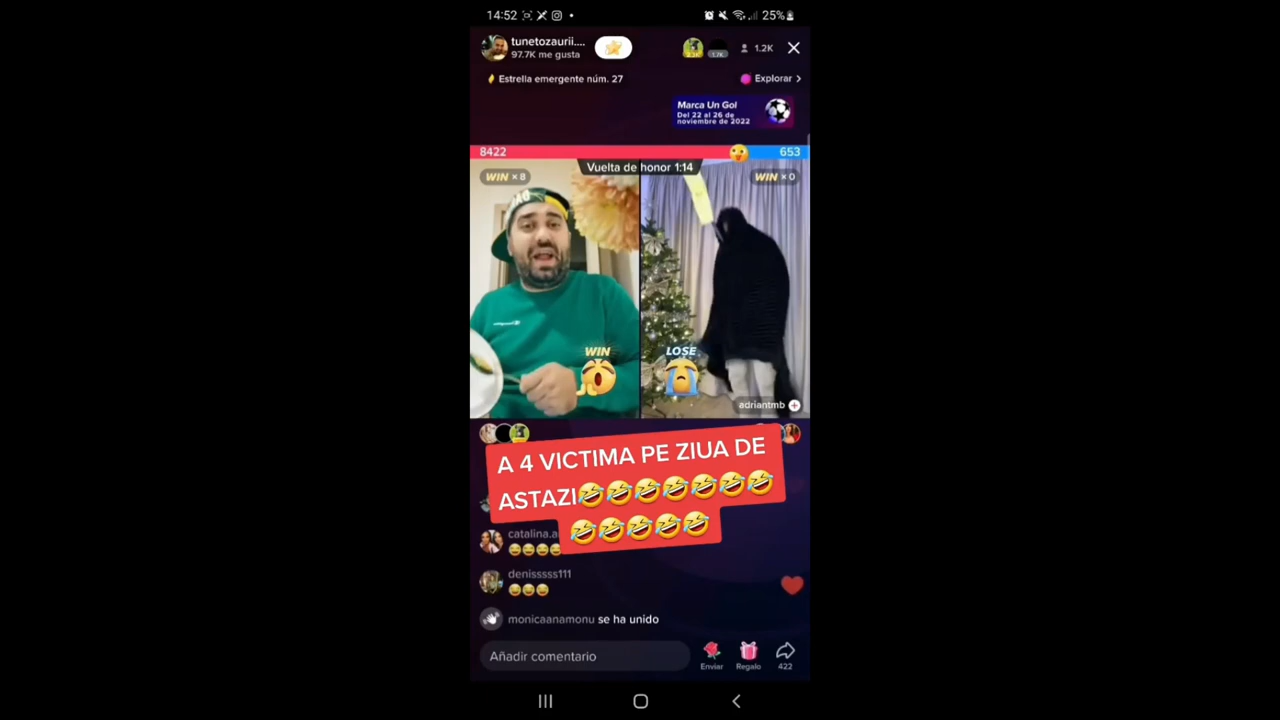 14:52
25%
tunetozaurii....
97.7K me gusta
1.2K
Estrella emergente núm. 27
Explorar >
Marca Un Gol
Del 22 al 26 de
noviembre de 2022
8422
653
Vuelta de honor 1:14
WIN × 8
WIN × 0
WIN
LOSE
adriantmb
A 4 VICTIMA PE ZIUA DE
ASTAZI🤣🤣🤣🤣🤣🤣🤣
🤣🤣🤣🤣🤣
catalina.a
😂😂😂😂
denisssss111
😂😂😂
monicaanamonu se ha unido
Añadir comentario
Enviar
Regalo
422